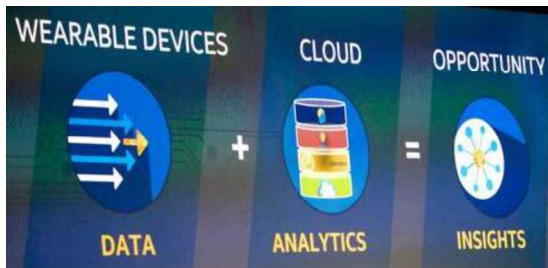 WEARABLE DEVICES
+
CLOUD
=
OPPORTUNITY
DATA
ANALYTICS
INSIGHTS